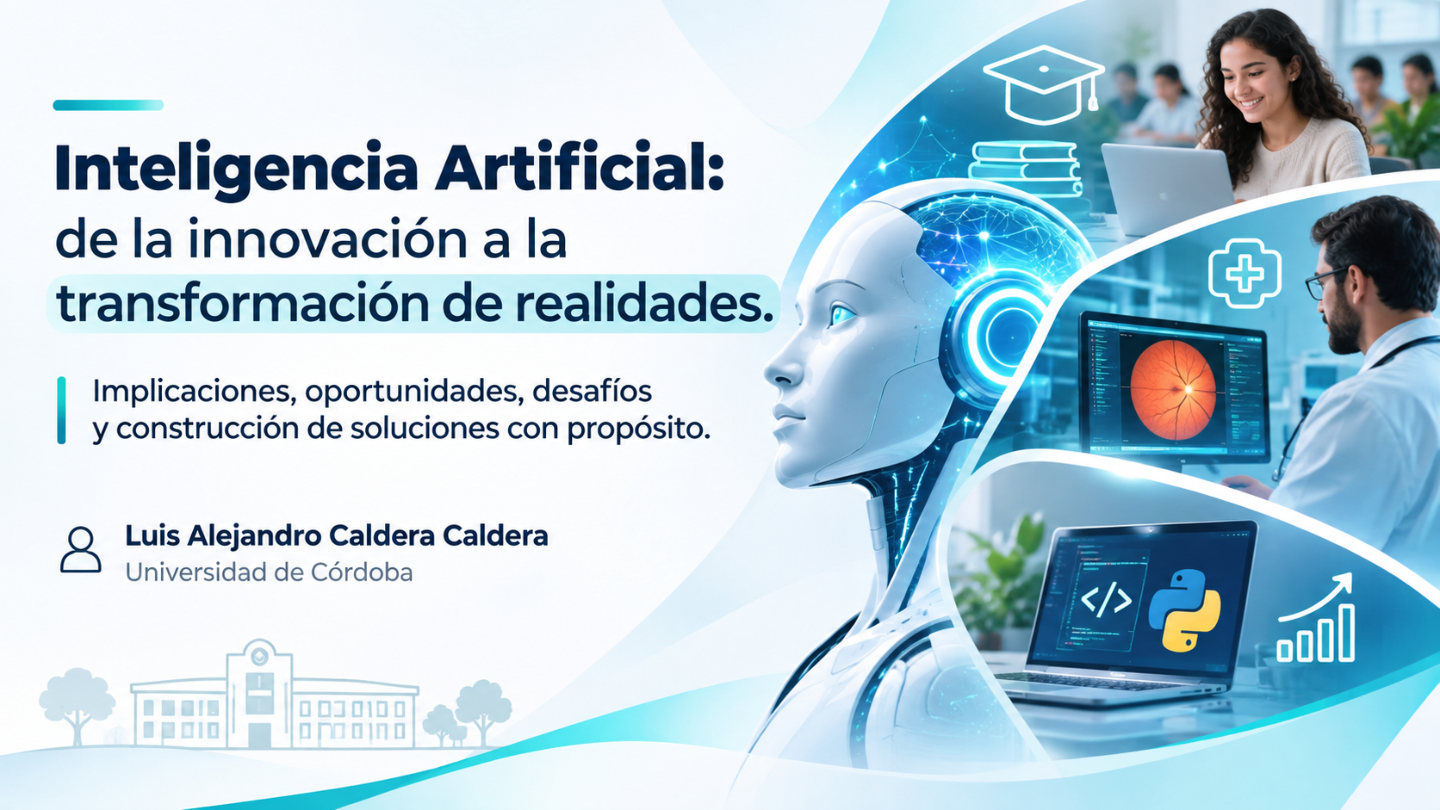 Inteligencia Artificial:
de la innovación a la
transformación de realidades.
Implicaciones, oportunidades, desafíos
y construcción de soluciones con propósito.
Luis Alejandro Caldera Caldera
Universidad de Córdoba
</>